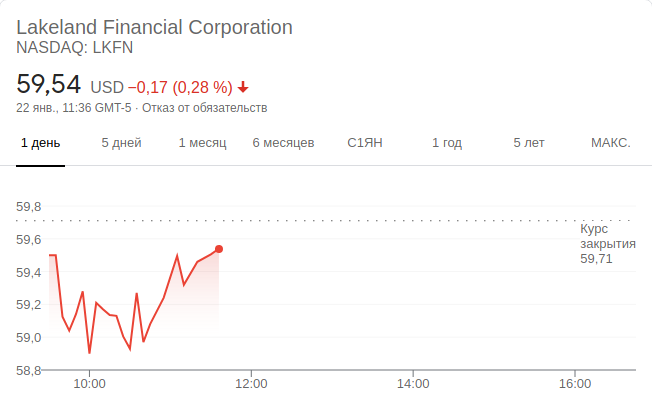 Lakeland Financial Corporation
NASDAQ: LKFN
59,54 USD −0,17 (0,28 %)
22 янв., 11:36 GMT-5 · Отказ от обязательств
1 день 5 дней 1 месяц 6 месяцев С1ЯН 1 год 5 лет МАКС.
59,8
Курс
закрытия
59,71
59,6
59,4
59,2
59,0
58,8
10:00 12:00 14:00 16:00